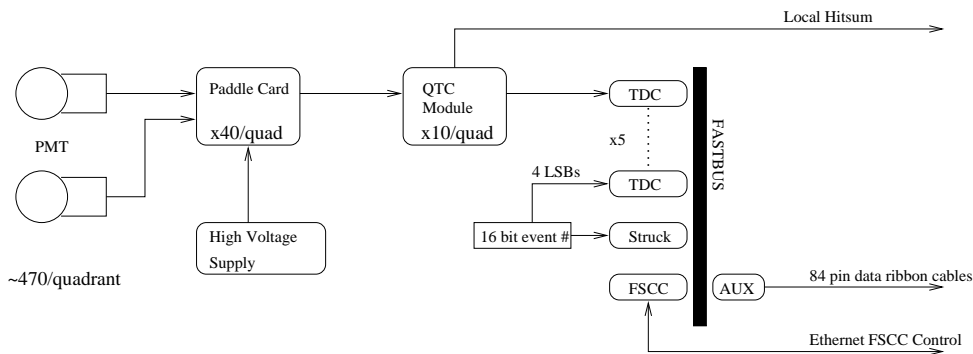 Local Hitsum
Paddle Card
x40/quad
QTC
Module
x10/quad
TDC
PMT
x5
FASTBUS
4 LSBs
TDC
High Voltage
Supply
16 bit event #
Struck
~470/quadrant
FSCC
AUX
84 pin data ribbon cables
Ethernet FSCC Control